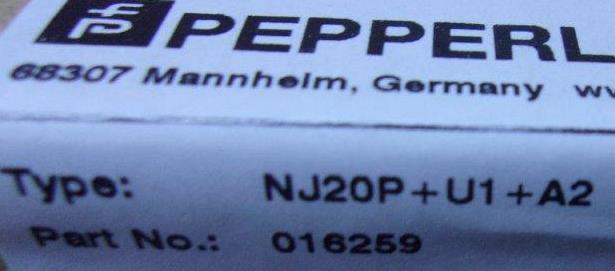 PEPPERL
68307 Mannheim, Germany
Type: NJ20P+U1+A2
Part No.: 016259